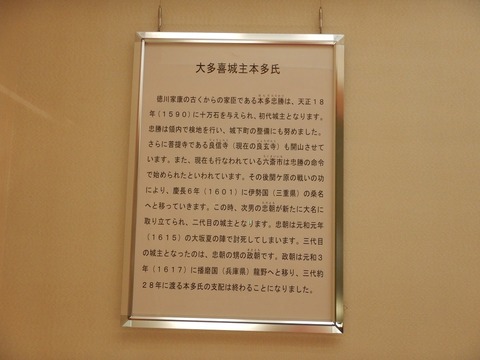 大多喜城主本多氏
徳川家康の古くからの家臣である本多忠勝は、天正18
年(1590)に十万石を与えられ、初代城主となります。
忠勝は領内で検地を行い、城下町の整備にも努めました。
さらに菩提寺である良信寺(現在の良玄寺)も開山させて
います。また、現在も行なわれている六斎市は忠勝の命令
で始められたといわれています。その後関ケ原の戦いの功
により、慶長6年(1601)に伊勢国(三重県)の桑名
へと移っていきます。この時、次男の忠朝が新たに大名に
取り立てられ、二代目の城主となります。忠朝は元和元年
(1615)の大坂夏の陣で討死してしまいます。三代目
の城主となったのは、忠朝の甥の政朝です。政朝は元和3
年(1617)に播磨国(兵庫県)龍野へと移り、三代約
28年に渡る本多氏の支配は終わることになりました。